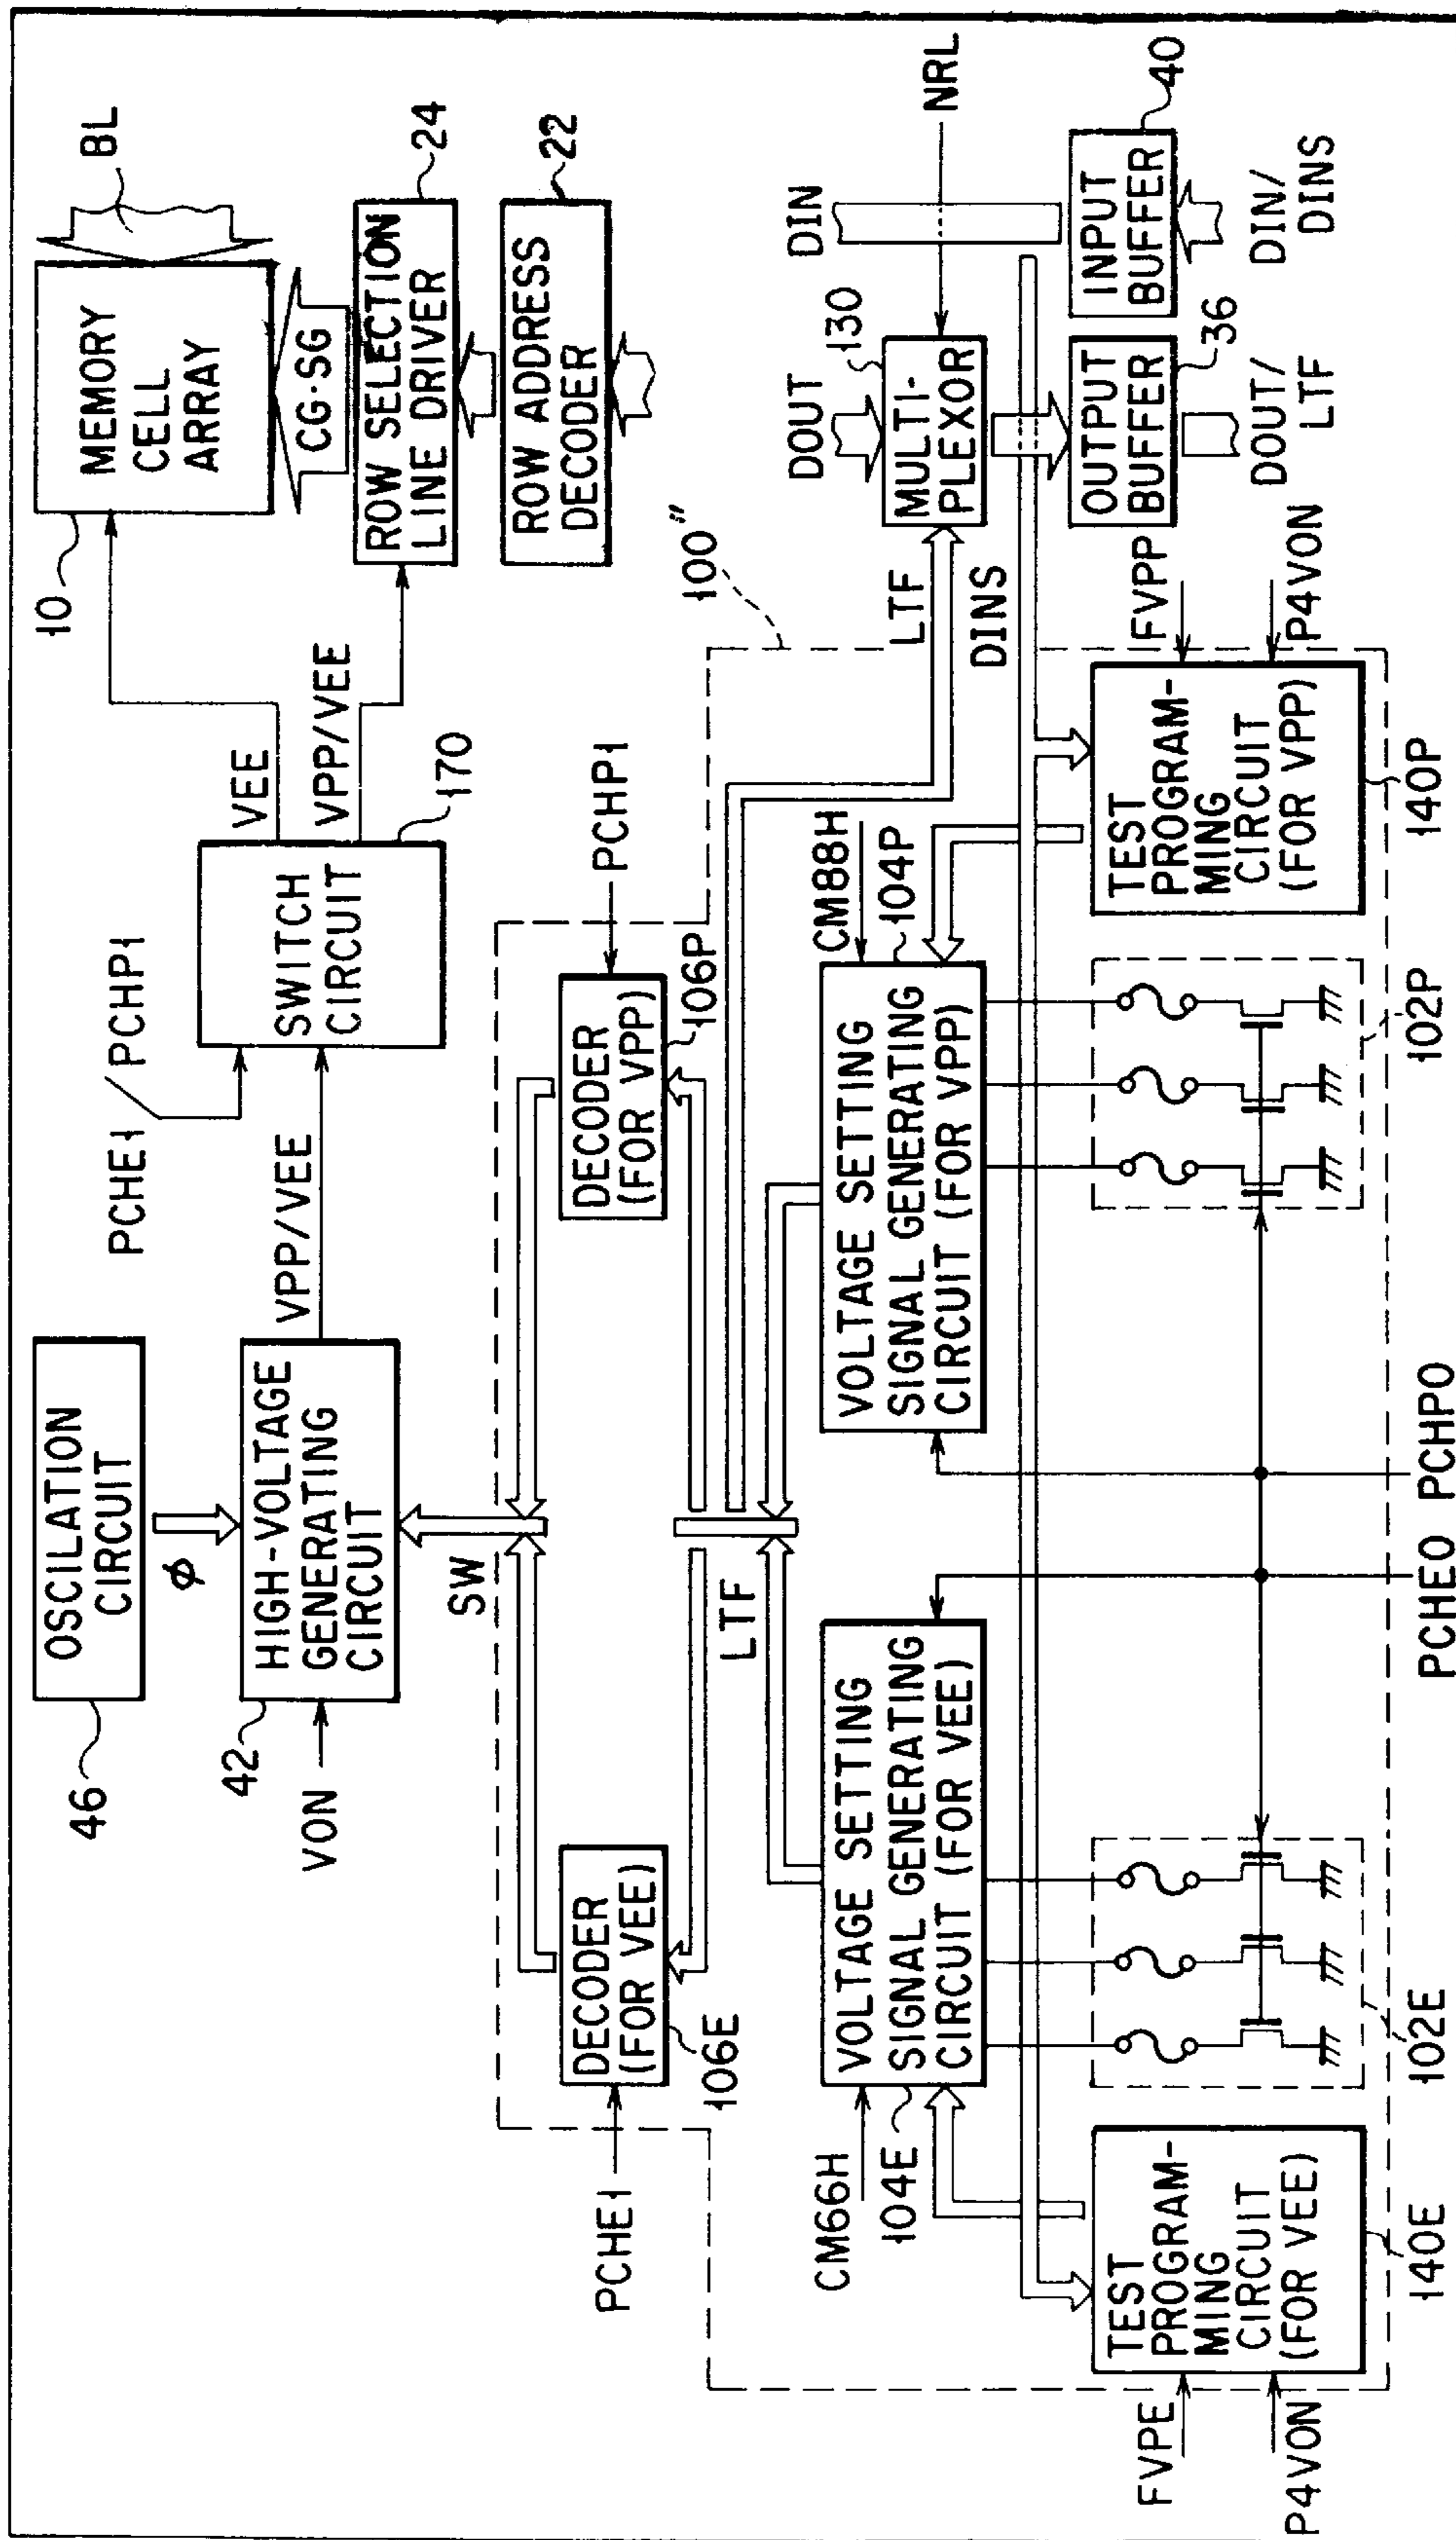 46
OSCILATION
CIRCUIT
φ
42
HIGH-VOLTAGE
GENERATING
CIRCUIT
VON
VPP/VEE
PCHE1/PCHP1
SWITCH
CIRCUIT
170
VEE
VPP/VEE
10
MEMORY
CELL
ARRAY
BL
CG·SG
ROW SELECTION
LINE DRIVER
24
ROW ADDRESS
DECODER
22
SW
100"
PCHE1
DECODER
(FOR VEE)
106E
DECODER
(FOR VPP)
106P
PCHP1
LTF
LTF
CM66H
104E
VOLTAGE SETTING
SIGNAL GENERATING
CIRCUIT (FOR VEE)
VOLTAGE SETTING
SIGNAL GENERATING
CIRCUIT (FOR VPP)
CM88H
104P
DINS
DOUT
130
MULTI-
PLEXOR
DIN
NRL
FVPE
P4VON
TEST
PROGRAM-
MING
CIRCUIT
(FOR VEE)
140E
102E
PCHE0
PCHP0
102P
TEST
PROGRAM-
MING
CIRCUIT
(FOR VPP)
140P
FVPP
P4VON
OUTPUT
BUFFER
36
DOUT/
LTF
INPUT
BUFFER
40
DIN/
DINS